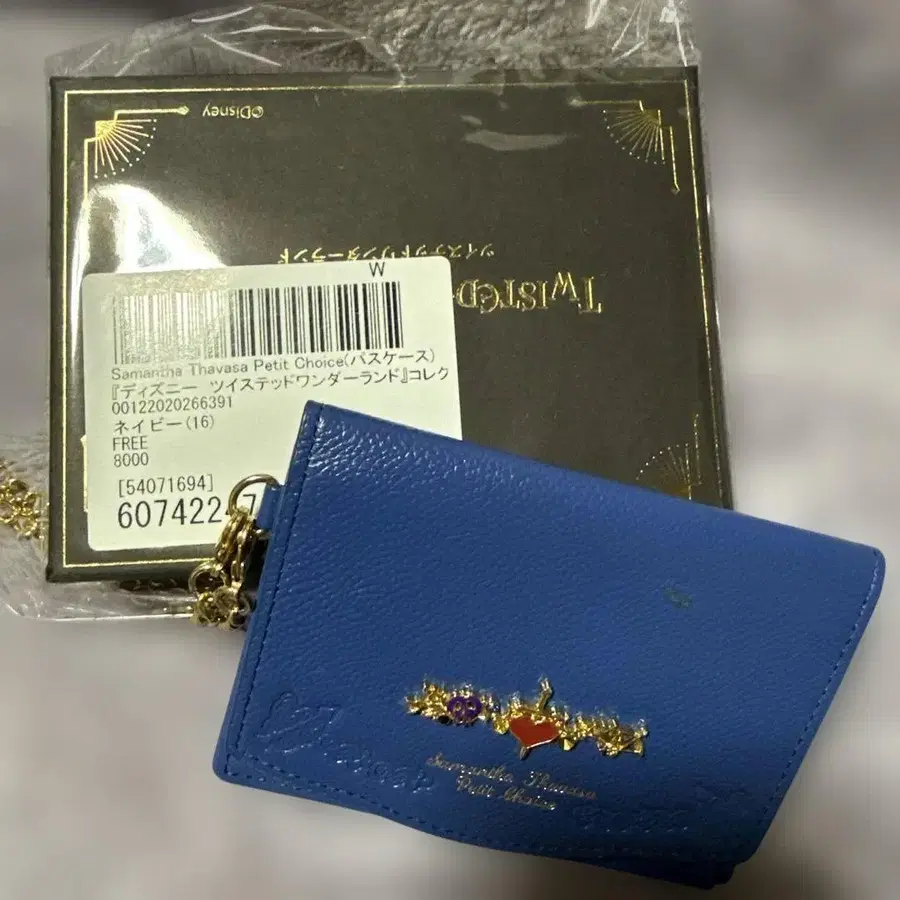 ©Disney
ツイステッドワンダーランド
TWISTED
W
Samantha Thavasa Petit Choice(パスケース)
『ディズニー ツイステッドワンダーランド』コレク
00122020266391
ネイビー(16)
FREE
8000
[54071694]
Samantha Thavasa
Petit Choice